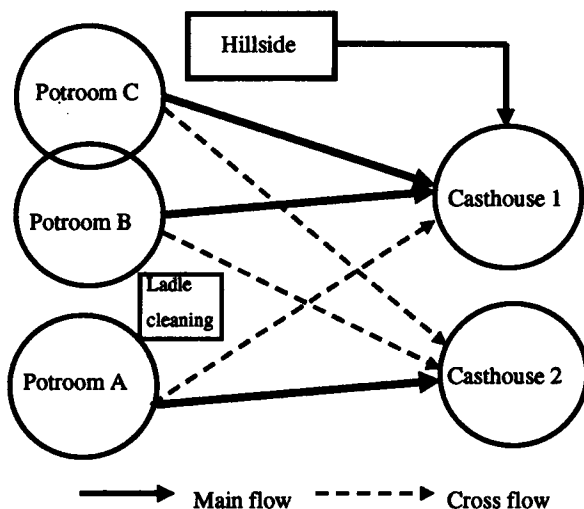 Hillside
Potroom C
Casthouse 1
Potroom B
Ladle
cleaning
Potroom A
Casthouse 2
Main flow
Cross flow